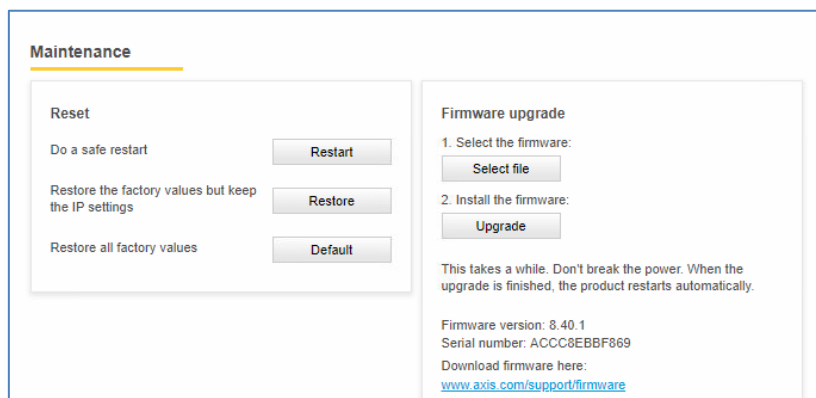 Maintenance
Reset
Do a safe restart
Restart
Restore the factory values but keep
the IP settings
Restore
Restore all factory values
Default
Firmware upgrade
1. Select the firmware:
Select file
2. Install the firmware:
Upgrade
This takes a while. Don't break the power. When the
upgrade is finished, the product restarts automatically.
Firmware version: 8.40.1
Serial number: ACCC8EBBF869
Download firmware here:
www.axis.com/support/firmware